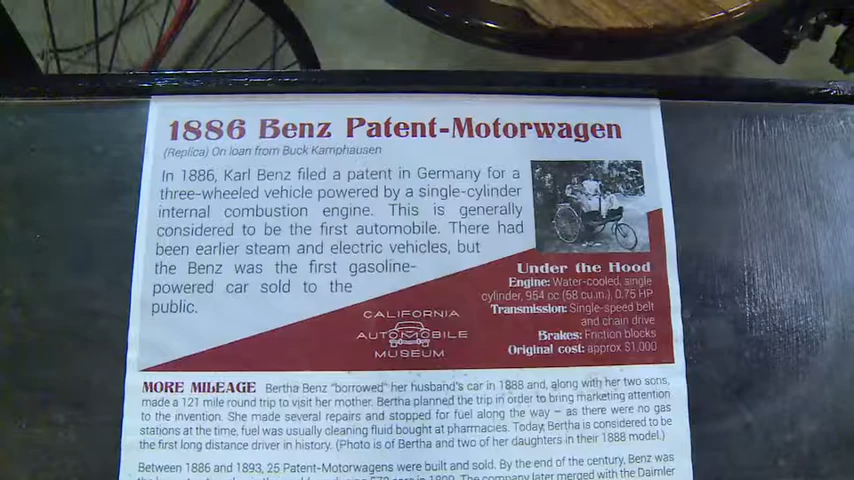 1886 Benz Patent-Motorwagen
(Replica) On loan from Buck Kamphausen
In 1886, Karl Benz filed a patent in Germany for a
three-wheeled vehicle powered by a single-cylinder
internal combustion engine. This is generally
considered to be the first automobile. There had
been earlier steam and electric vehicles, but
the Benz was the first gasoline-
powered car sold to the
public.
Under the Hood
Engine: Water-cooled, single
cylinder, 954 cc (58 cu.in.), 0.75 HP
Transmission: Single-speed belt
and chain drive
Brakes: Friction blocks
Original cost: approx $1,000
CALIFORNIA
AUTOMOBILE
MUSEUM
MORE MILEAGE Bertha Benz "borrowed" her husband's car in 1888 and, along with her two sons,
made a 121 mile round trip to visit her mother. Bertha planned the trip in order to bring marketing attention
to the invention. She made several repairs and stopped for fuel along the way – as there were no gas
stations at the time, fuel was usually cleaning fluid bought at pharmacies. Today, Bertha is considered to be
the first long distance driver in history. (Photo is of Bertha and two of her daughters in their 1888 model.)
Between 1886 and 1893, 25 Patent-Motorwagens were built and sold. By the end of the century, Benz was
company later merged with the Daimler